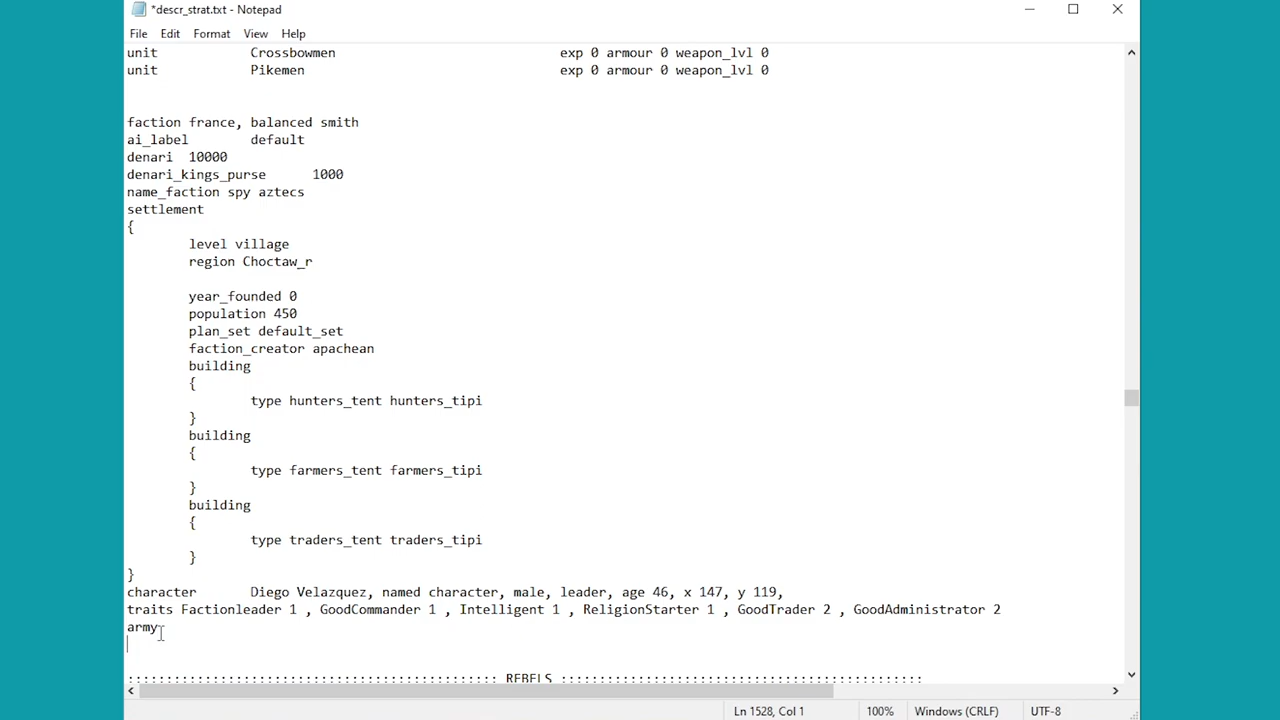 *descr_strat.txt - Notepad
File Edit Format View Help
unit Crossbowmen exp 0 armour 0 weapon_lvl 0
unit Pikemen exp 0 armour 0 weapon_lvl 0
faction france, balanced smith
ai_label default
denari 10000
denari_kings_purse 1000
name_faction spy aztecs
settlement
{
level village
region Choctaw_r
year_founded 0
population 450
plan_set default_set
faction_creator apachean
building
{
type hunters_tent hunters_tipi
}
building
{
type farmers_tent farmers_tipi
}
building
{
type traders_tent traders_tipi
}
}
character Diego Velazquez, named character, male, leader, age 46, x 147, y 119,
traits Factionleader 1 , GoodCommander 1 , Intelligent 1 , ReligionStarter 1 , GoodTrader 2 , GoodAdministrator 2
army
;;;;;;;;;;;;;;;;;;;;;;;;;;;;;;;;;;;;;;;;;;;;;;;; REBELS ;;;;;;;;;;;;;;;;;;;;;;;;;;;;;;;;;;;;;;;;;;;;;;;
Ln 1528, Col 1 100% Windows (CRLF) UTF-8